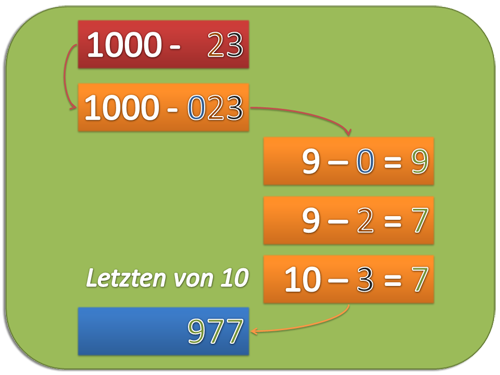 1000 - 23
1000 - 023
9 – 0 = 9
9 – 2 = 7
10 – 3 = 7
Letzten von 10
977